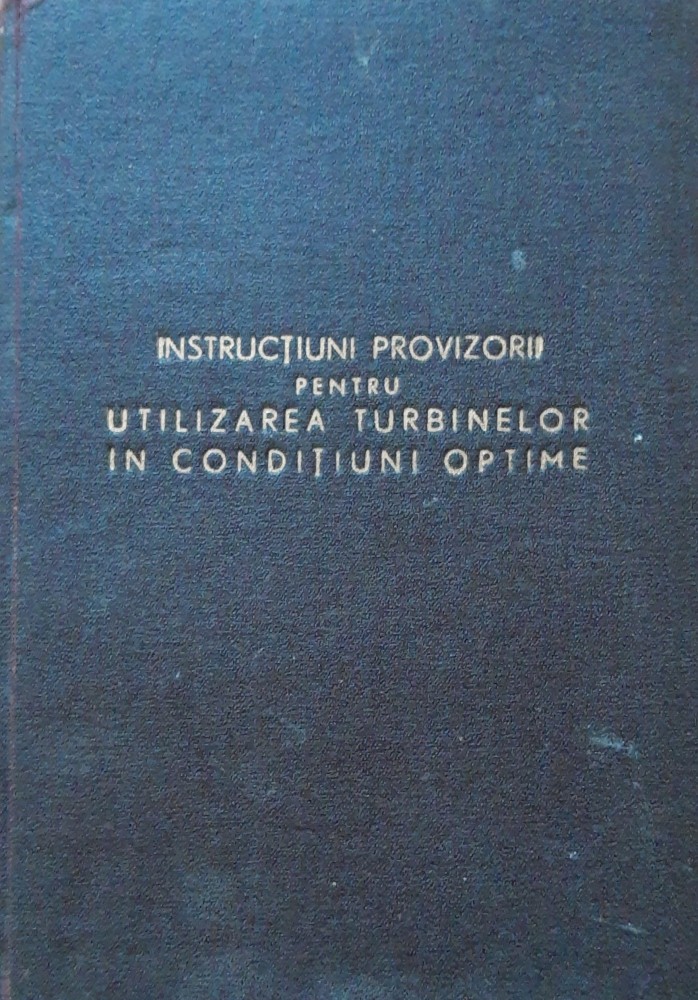 INSTRUCȚIUNI PROVIZORII
PENTRU
UTILIZAREA TURBINELOR
IN CONDIȚIUNI OPTIME